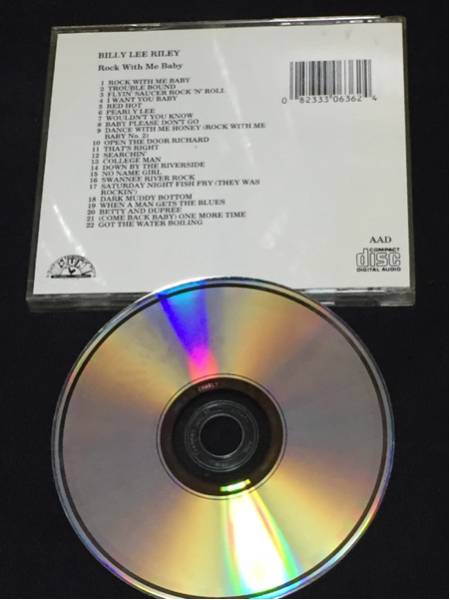 BILLY LEE RILEY
Rock With Me Baby
1 ROCK WITH ME BABY
2 TROUBLE BOUND
3 FLYIN' SAUCER ROCK 'N' ROLL
4 I WANT YOU BABY
5 RED HOT
6 PEARLY LEE
7 WOULDN'T YOU KNOW
8 BABY PLEASE DON'T GO
9 DANCE WITH ME HONEY (ROCK WITH ME
BABY No. 2)
10 OPEN THE DOOR RICHARD
11 THAT'S RIGHT
12 SEARCHIN'
13 COLLEGE MAN
14 DOWN BY THE RIVERSIDE
15 NO NAME GIRL
16 SWANNEE RIVER ROCK
17 SATURDAY NIGHT FISH FRY (THEY WAS
ROCKIN')
18 DARK MUDDY BOTTOM
19 WHEN A MAN GETS THE BLUES
20 BETTY AND DUPREE
21 (COME BACK BABY) ONE MORE TIME
22 GOT THE WATER BOILING
0 82333 06362 4
SUN
AAD
COMPACT
disc
DIGITAL AUDIO